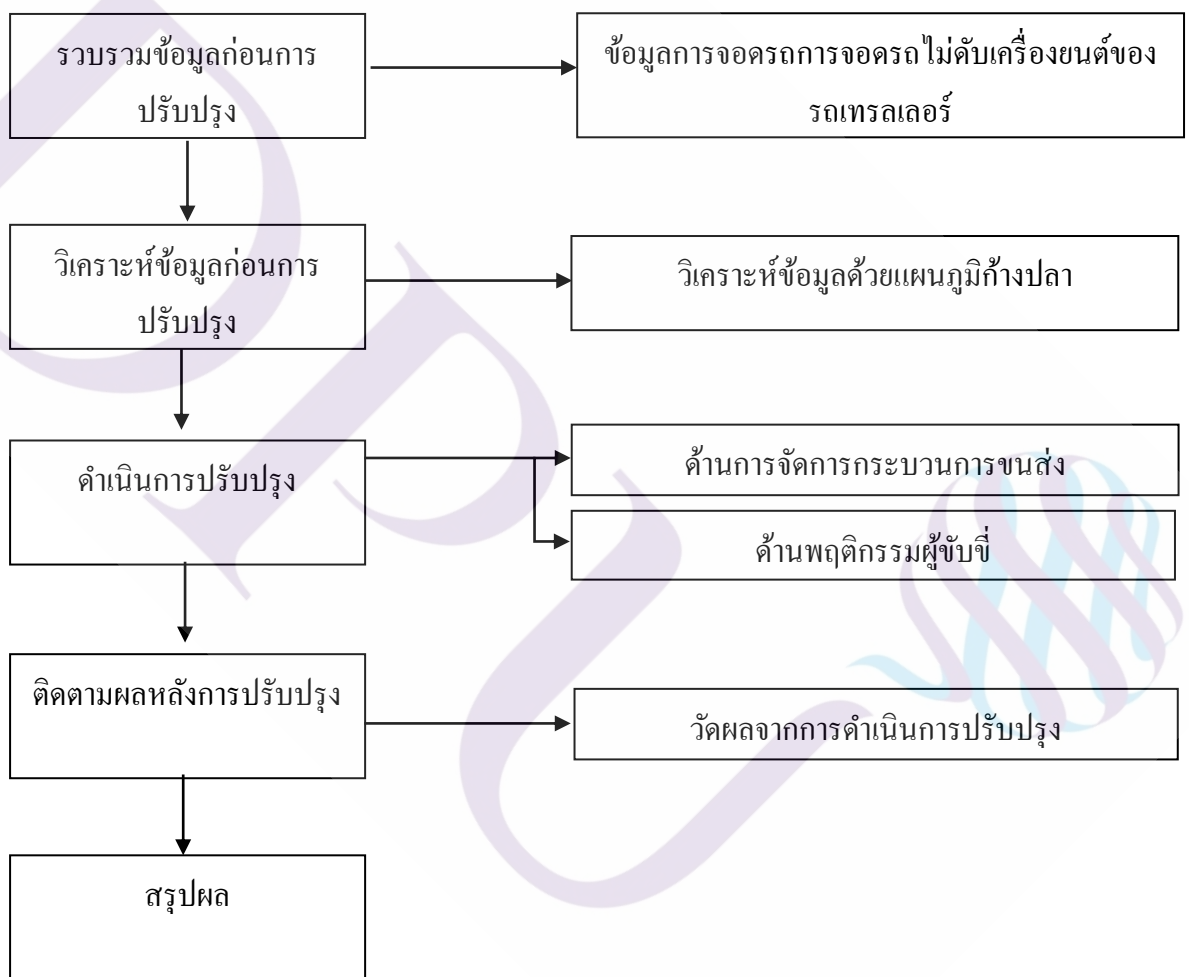 รวบรวมข้อมูลก่อนการ
ปรับปรุง
ข้อมูลการจอดรถการจอดรถไม่ดับเครื่องยนต์ของ
รถเทรลเลอร์
วิเคราะห์ข้อมูลก่อนการ
ปรับปรุง
วิเคราะห์ข้อมูลด้วยแผนภูมิก้างปลา
ดำเนินการปรับปรุง
ด้านการจัดการกระบวนการขนส่ง
ด้านพฤติกรรมผู้ขับขี่
ติดตามผลหลังการปรับปรุง
วัดผลจากการดำเนินการปรับปรุง
สรุปผล
DPU